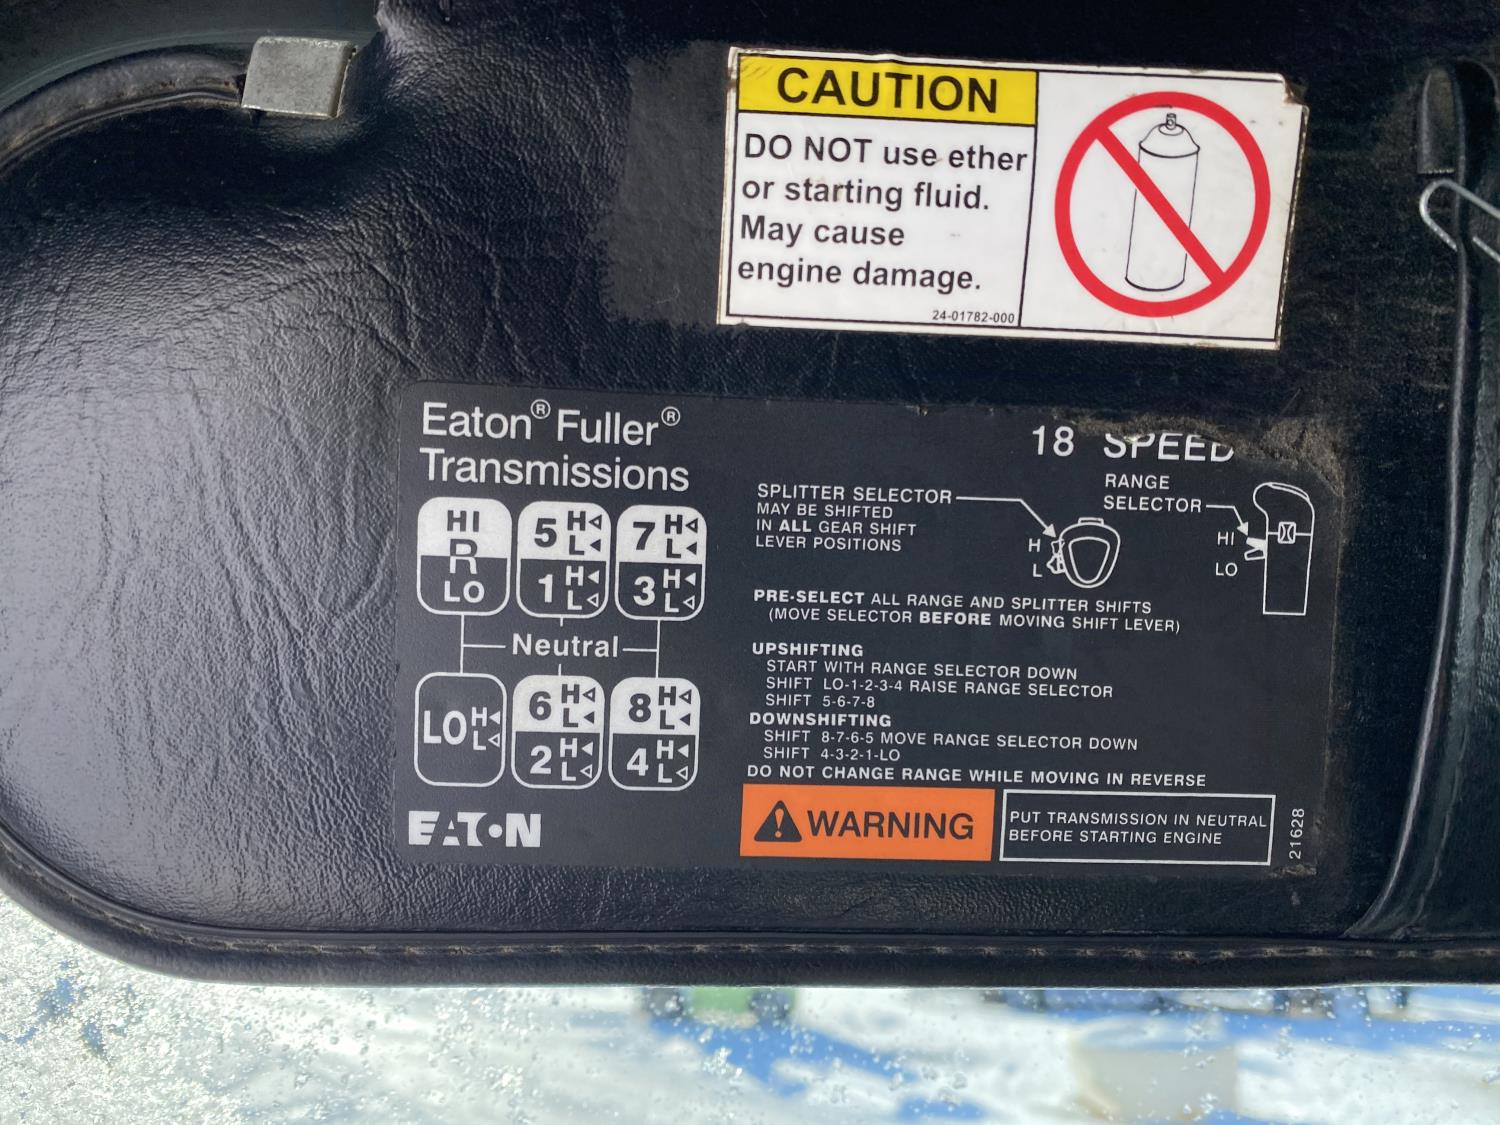 CAUTION
DO NOT use ether
or starting fluid.
May cause
engine damage.
24-01782-000
Eaton® Fuller®
Transmissions
18 SPEED
HI
R
LO
5 H L
1 H L
7 H L
3 H L
Neutral
LO H L
6 H L
2 H L
8 H L
4 H L
EATON
SPLITTER SELECTOR
MAY BE SHIFTED
IN ALL GEAR SHIFT
LEVER POSITIONS
H
L
RANGE
SELECTOR
HI
LO
PRE-SELECT ALL RANGE AND SPLITTER SHIFTS
(MOVE SELECTOR BEFORE MOVING SHIFT LEVER)
UPSHIFTING
START WITH RANGE SELECTOR DOWN
SHIFT LO-1-2-3-4 RAISE RANGE SELECTOR
SHIFT 5-6-7-8
DOWNSHIFTING
SHIFT 8-7-6-5 MOVE RANGE SELECTOR DOWN
SHIFT 4-3-2-1-LO
DO NOT CHANGE RANGE WHILE MOVING IN REVERSE
WARNING
PUT TRANSMISSION IN NEUTRAL
BEFORE STARTING ENGINE
21628